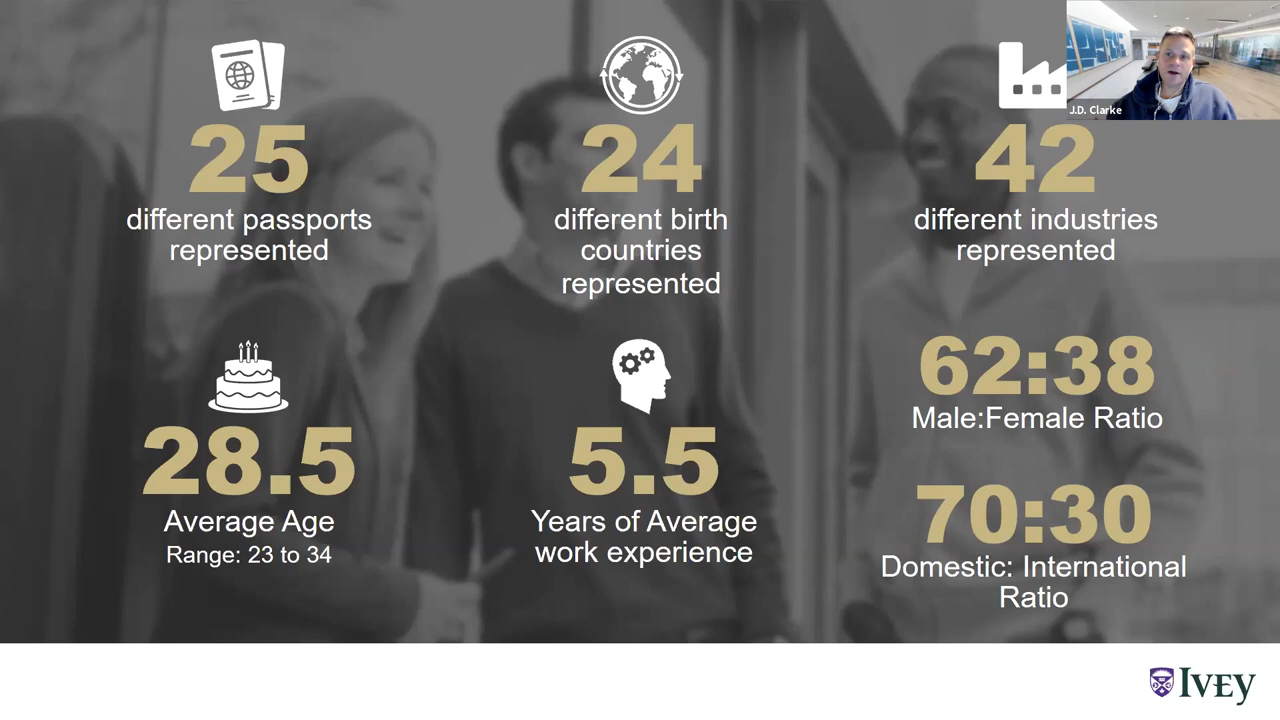 J.D. Clarke
25
different passports
represented
24
different birth
countries
represented
42
different industries
represented
28.5
Average Age
Range: 23 to 34
5.5
Years of Average
work experience
62:38
Male:Female Ratio
70:30
Domestic: International
Ratio
IVEY